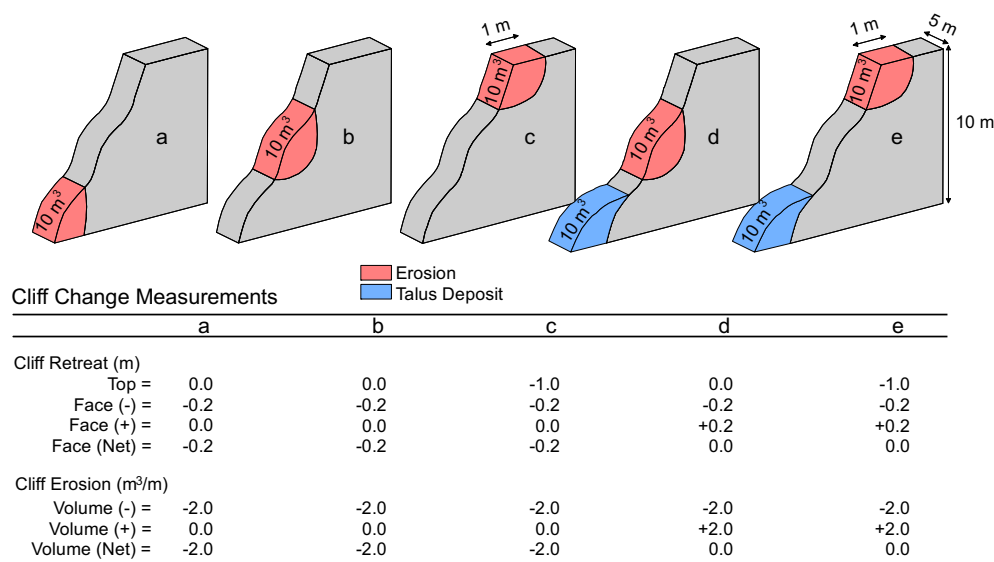 1 m
1 m
5 m
10 m³
10 m³
10 m³
10 m³
10 m³
10 m³
10 m³
10 m
a
b
c
d
e
Erosion
Talus Deposit
Cliff Change Measurements
a b c d e
Cliff Retreat (m)
Top = 0.0 0.0 -1.0 0.0 -1.0
Face (-) = -0.2 -0.2 -0.2 -0.2 -0.2
Face (+) = 0.0 0.0 0.0 +0.2 +0.2
Face (Net) = -0.2 -0.2 -0.2 0.0 0.0
Cliff Erosion (m³/m)
Volume (-) = -2.0 -2.0 -2.0 -2.0 -2.0
Volume (+) = 0.0 0.0 0.0 +2.0 +2.0
Volume (Net) = -2.0 -2.0 -2.0 0.0 0.0